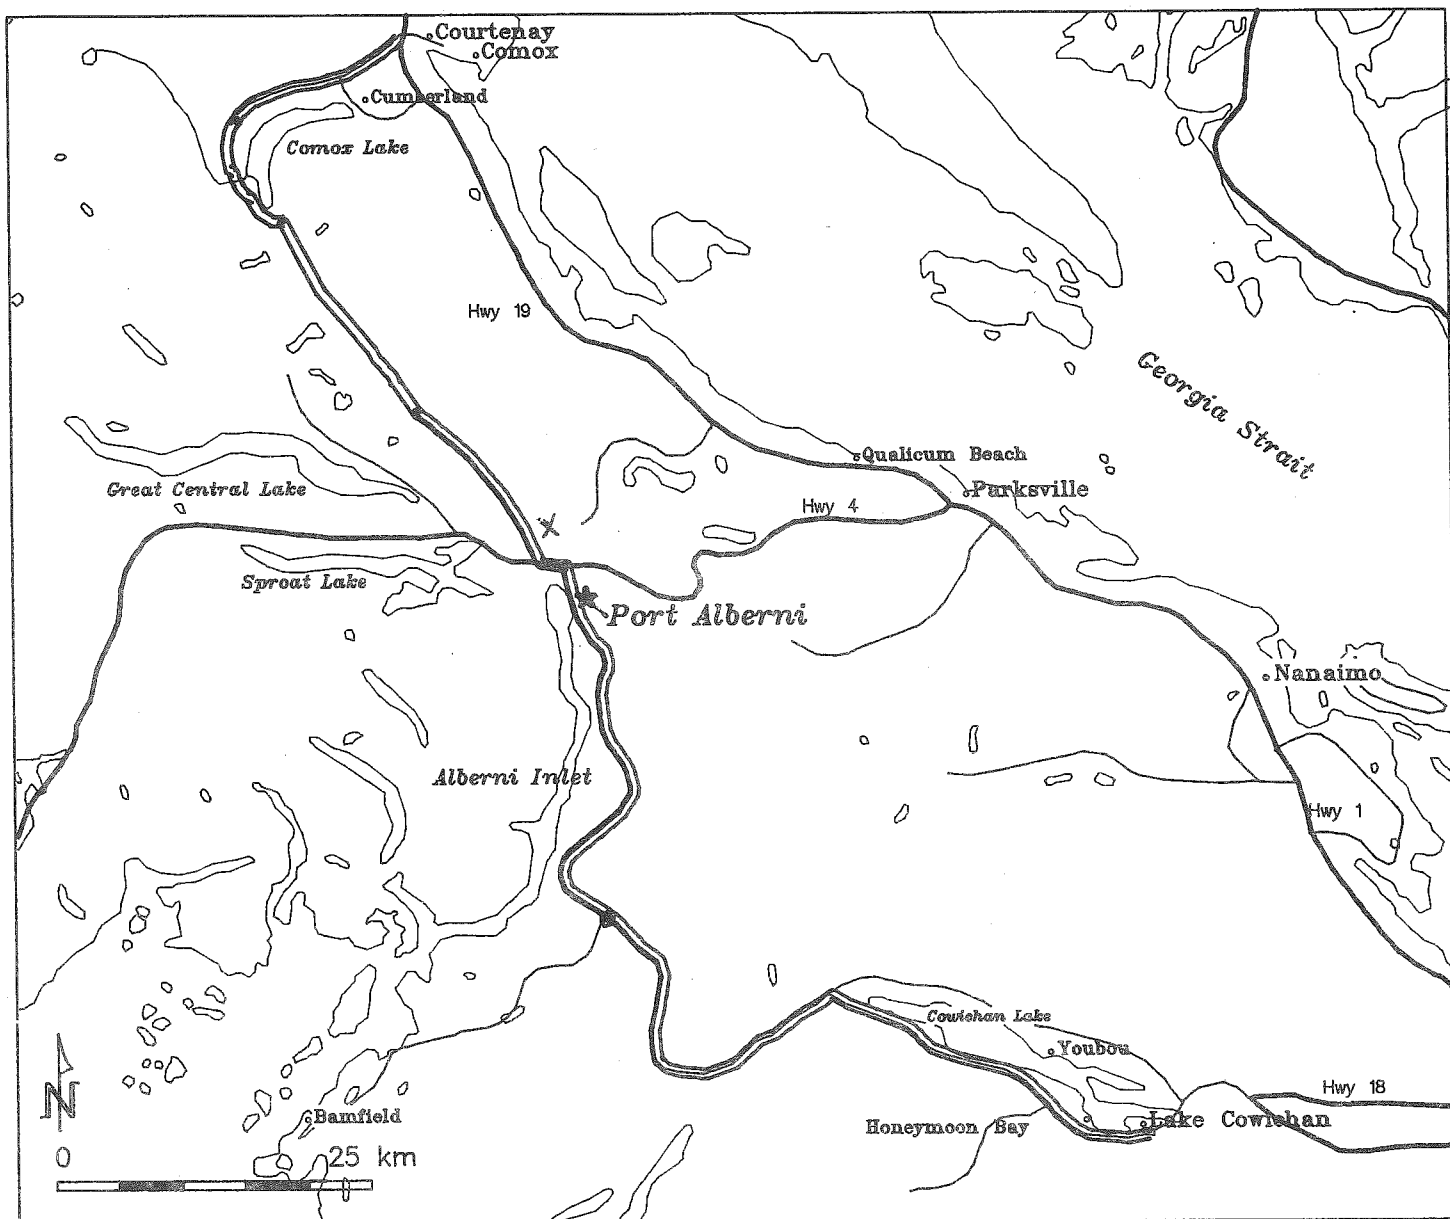 Courtenay
Comox
Cumberland
Comox Lake
Hwy 19
Georgia Strait
Qualicum Beach
Great Central Lake
Parksville
Hwy 4
Sproat Lake
Port Alberni
Nanaimo
Alberni Inlet
Hwy 1
Cowichan Lake
Youbou
N
Hwy 18
Bamfield
Honeymoon Bay
Lake Cowichan
0 25 km